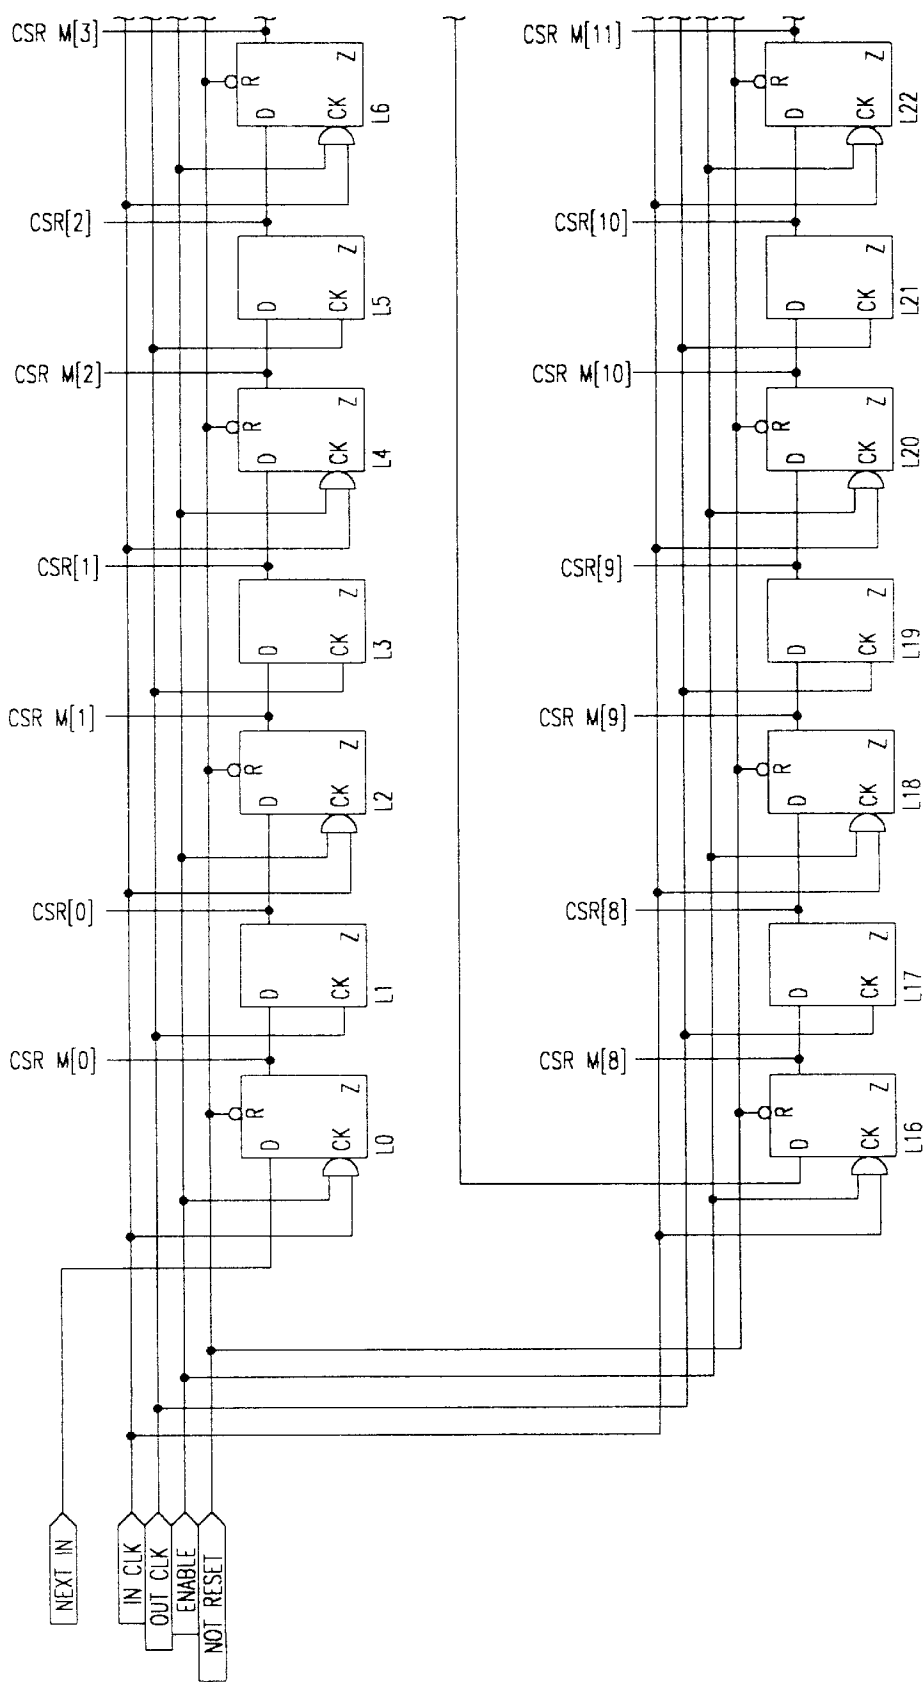 CSR M[3]
R
Z
D
CK
L6
CSR[2]
Z
D
CK
L5
CSR M[2]
R
Z
D
CK
L4
CSR[1]
Z
D
CK
L3
CSR M[1]
R
Z
D
CK
L2
CSR[0]
Z
D
CK
L1
CSR M[0]
R
Z
D
CK
L0
CSR M[11]
R
Z
D
CK
L22
CSR[10]
Z
D
CK
L21
CSR M[10]
R
Z
D
CK
L20
CSR[9]
Z
D
CK
L19
CSR M[9]
R
Z
D
CK
L18
CSR[8]
Z
D
CK
L17
CSR M[8]
R
Z
D
CK
L16
NEXT IN
IN CLK
OUT CLK
ENABLE
NOT RESET